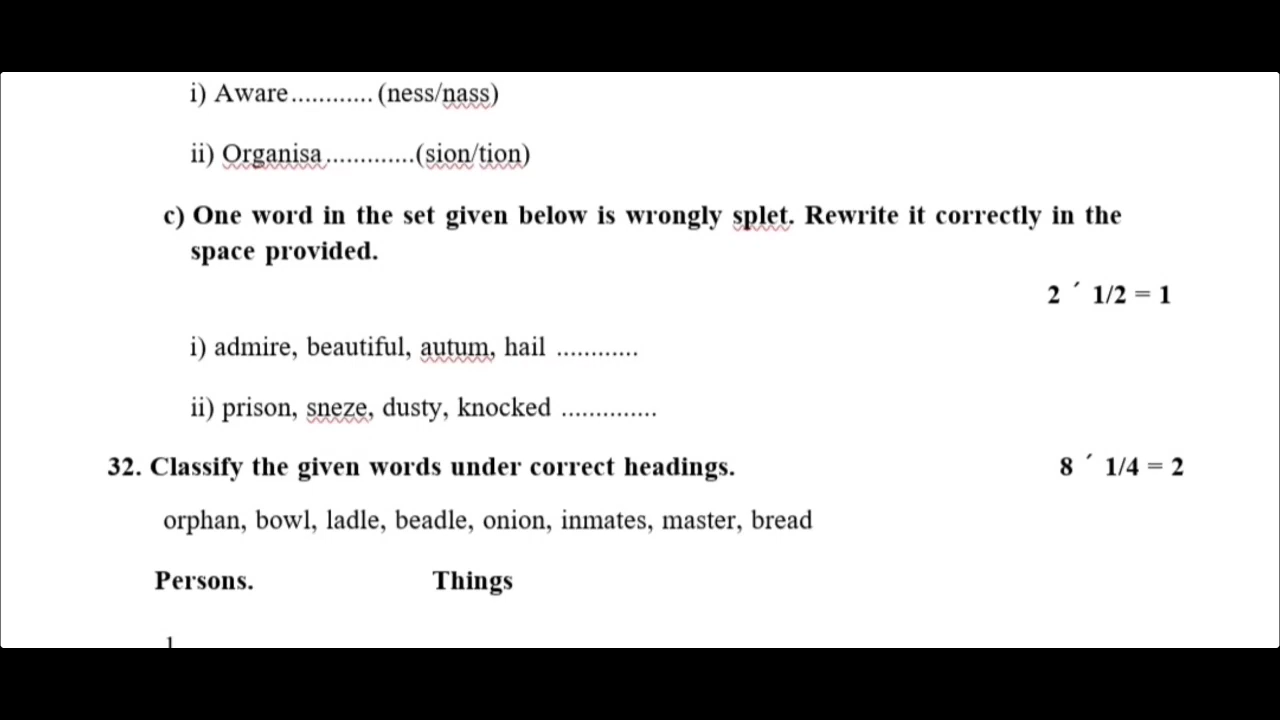 i) Aware............ (ness/nass)
ii) Organisa.............(sion/tion)
c) One word in the set given below is wrongly splet. Rewrite it correctly in the
space provided.
2 ´ 1/2 = 1
i) admire, beautiful, autum, hail ............
ii) prison, sneze, dusty, knocked ..............
32. Classify the given words under correct headings. 8 ´ 1/4 = 2
orphan, bowl, ladle, beadle, onion, inmates, master, bread
Persons. Things